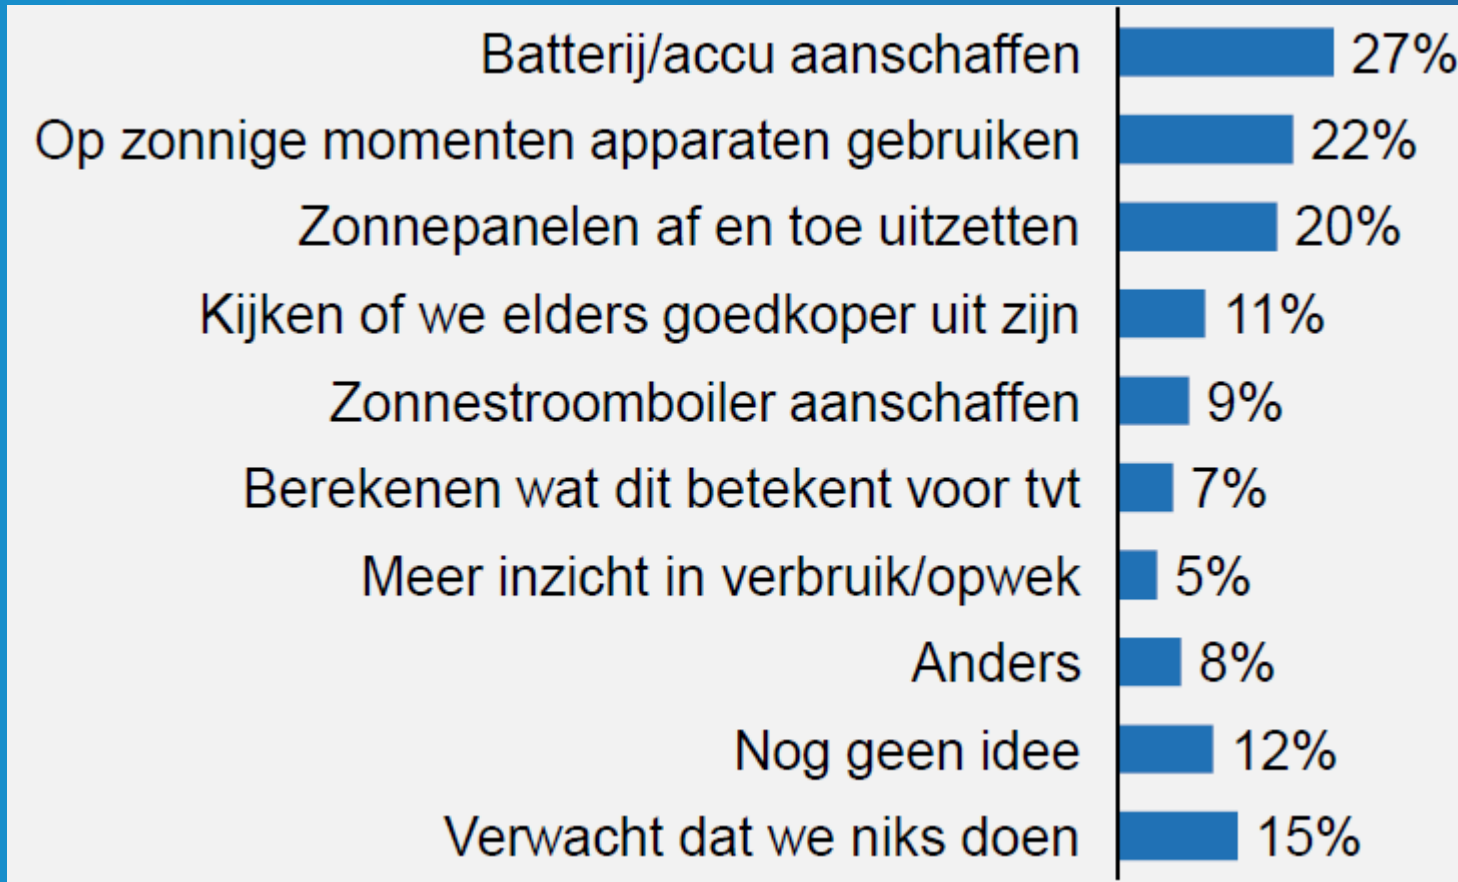 Batterij/accu aanschaffen 27%
Op zonnige momenten apparaten gebruiken 22%
Zonnepanelen af en toe uitzetten 20%
Kijken of we elders goedkoper uit zijn 11%
Zonnestroomboiler aanschaffen 9%
Berekenen wat dit betekent voor tvt 7%
Meer inzicht in verbruik/opwek 5%
Anders 8%
Nog geen idee 12%
Verwacht dat we niks doen 15%